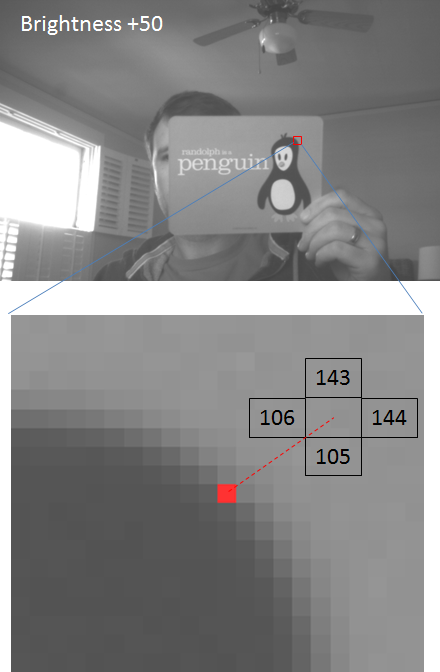 Brightness +50
randolph is a
penguin
143
106 144
105